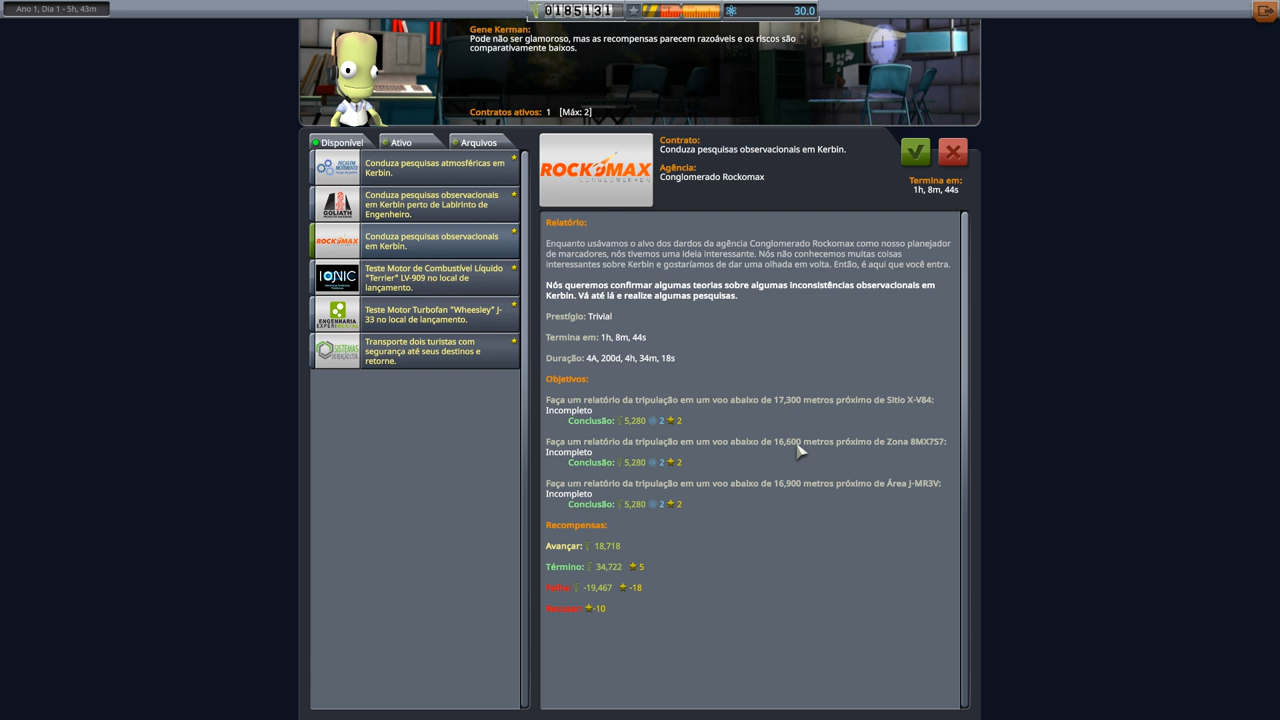 Ano 1, Dia 1 - 5h, 43m
0185131
30.0
Gene Kerman:
Pode não ser glamoroso, mas as recompensas parecem razoáveis e os riscos são
comparativamente baixos.
Contratos ativos: 1 [Máx: 2]
Disponível
Ativo
Arquivos
Conduza pesquisas atmosféricas em
Kerbin.
GOLIATH
Conduza pesquisas observacionais
em Kerbin perto de Labirinto de
Engenheiro.
ROCKOMAX
Conduza pesquisas observacionais
em Kerbin.
IONIC
Teste Motor de Combustível Líquido
"Terrier" LV-909 no local de
lançamento.
ENGENHARIA
EXPERIMENTAL
Teste Motor Turbofan "Wheesley" J-
33 no local de lançamento.
SISTEMAS
Transporte dois turistas com
segurança até seus destinos e
retorne.
ROCKOMAX
CONGLOMERADO
Contrato:
Conduza pesquisas observacionais em Kerbin.
Agência:
Conglomerado Rockomax
Termina em:
1h, 8m, 44s
Relatório:
Enquanto usávamos o alvo dos dardos da agência Conglomerado Rockomax como nosso planejador
de marcadores, nós tivemos uma ideia interessante. Nós não conhecemos muitas coisas
interessantes sobre Kerbin e gostaríamos de dar uma olhada em volta. Então, é aqui que você entra.
Nós queremos confirmar algumas teorias sobre algumas inconsistências observacionais em
Kerbin. Vá até lá e realize algumas pesquisas.
Prestígio: Trivial
Termina em: 1h, 8m, 44s
Duração: 4A, 200d, 4h, 34m, 18s
Objetivos:
Faça um relatório da tripulação em um voo abaixo de 17,300 metros próximo de Sitio X-V84:
Incompleto
Conclusão: 5,280 2 2
Faça um relatório da tripulação em um voo abaixo de 16,600 metros próximo de Zona 8MX7S7:
Incompleto
Conclusão: 5,280 2 2
Faça um relatório da tripulação em um voo abaixo de 16,900 metros próximo de Área J-MR3V:
Incompleto
Conclusão: 5,280 2 2
Recompensas:
Avançar: 18,718
Término: 34,722 5
-19,467 -18
-10